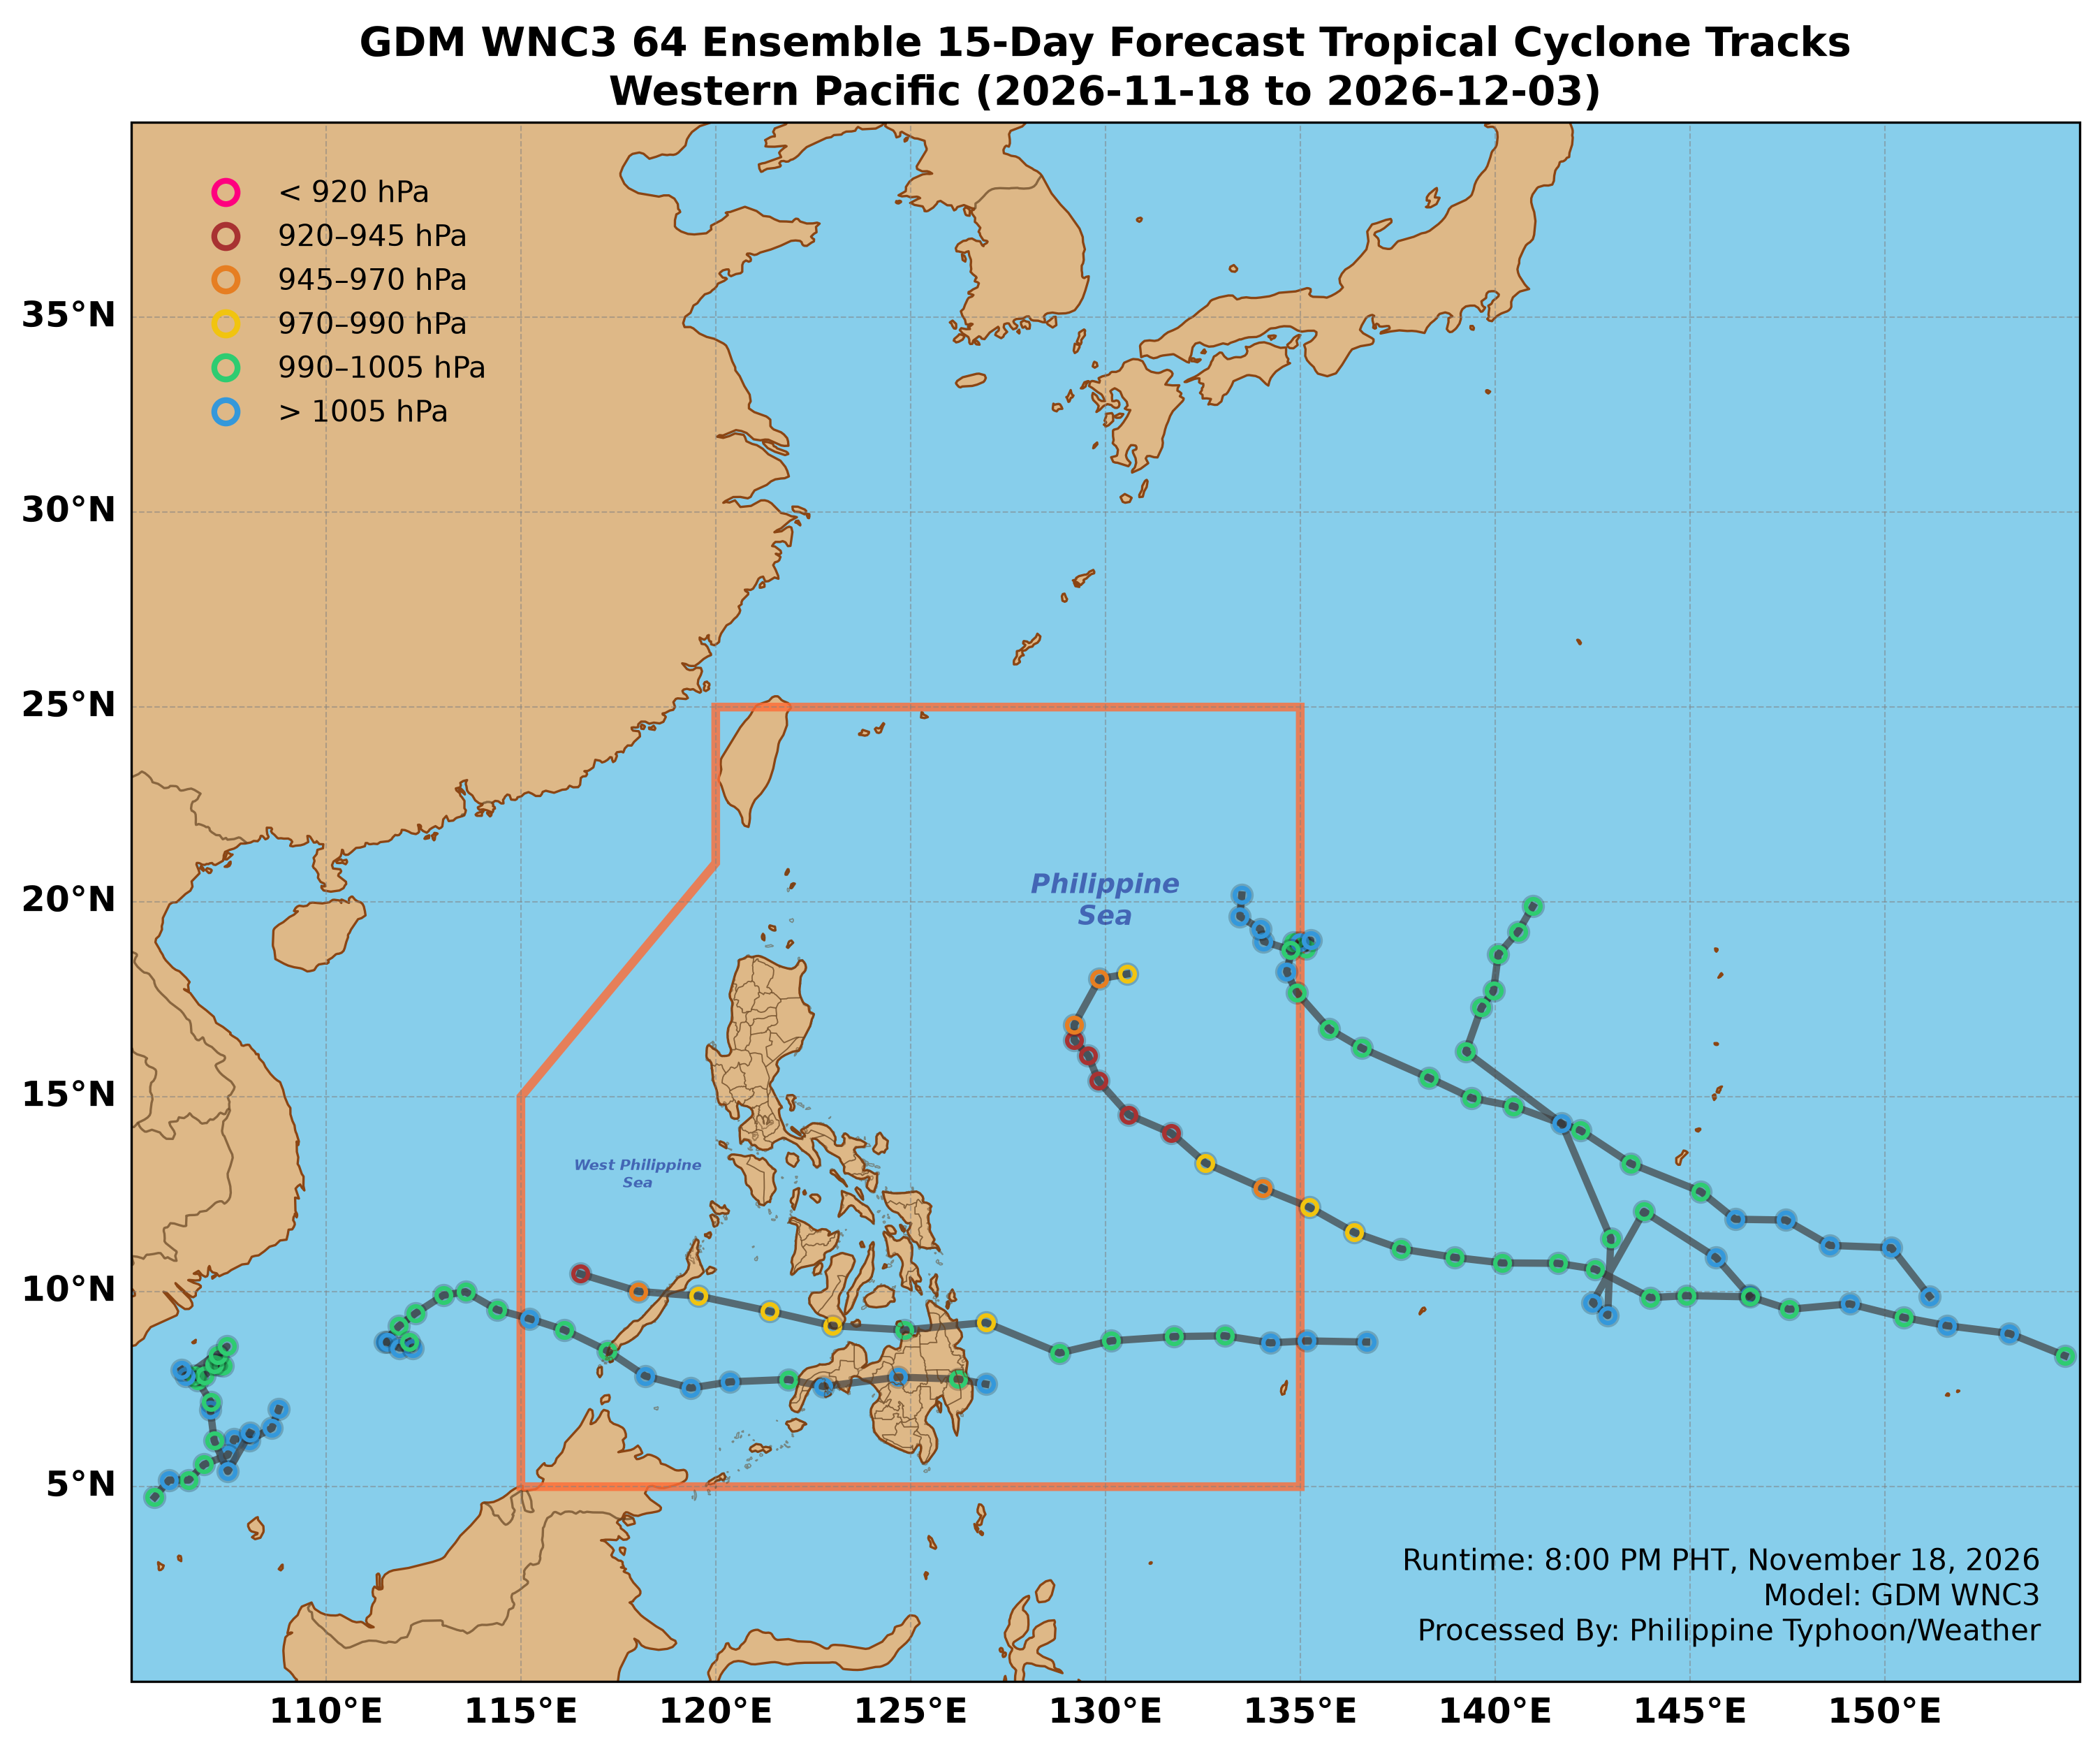 GDM WNC3 64 Ensemble 15-Day Forecast Tropical Cyclone Tracks
Western Pacific (2026-11-18 to 2026-12-03)
< 920 hPa
920–945 hPa
945–970 hPa
970–990 hPa
990–1005 hPa
> 1005 hPa
35°N
30°N
25°N
20°N
15°N
10°N
5°N
Philippine
Sea
West Philippine
Sea
Runtime: 8:00 PM PHT, November 18, 2026
Model: GDM WNC3
Processed By: Philippine Typhoon/Weather
110°E 115°E 120°E 125°E 130°E 135°E 140°E 145°E 150°E